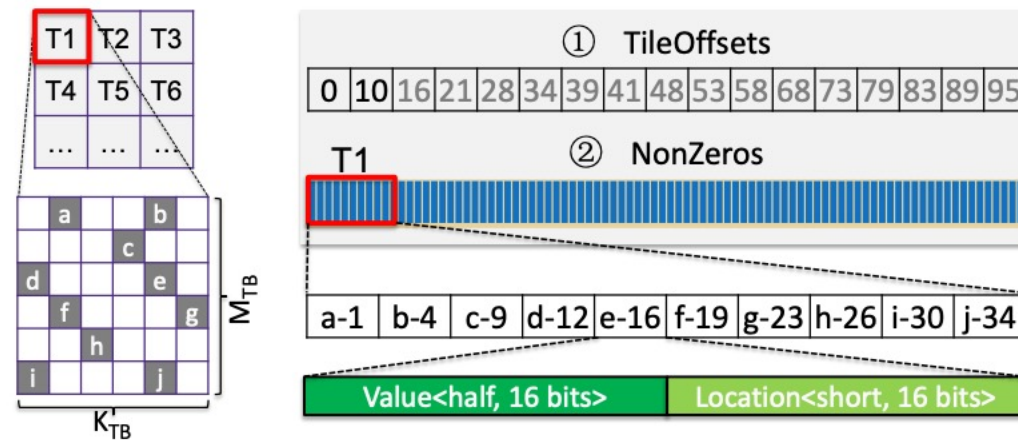 T1 T2 T3
T4 T5 T6
... ... ...
a b
c
d e
f g
h
i j
M_TB
K_TB
① TileOffsets
0 10 16 21 28 34 39 41 48 53 58 68 73 79 83 89 95
T1 ② NonZeros
a-1 b-4 c-9 d-12 e-16 f-19 g-23 h-26 i-30 j-34
Value<half, 16 bits> Location<short, 16 bits>